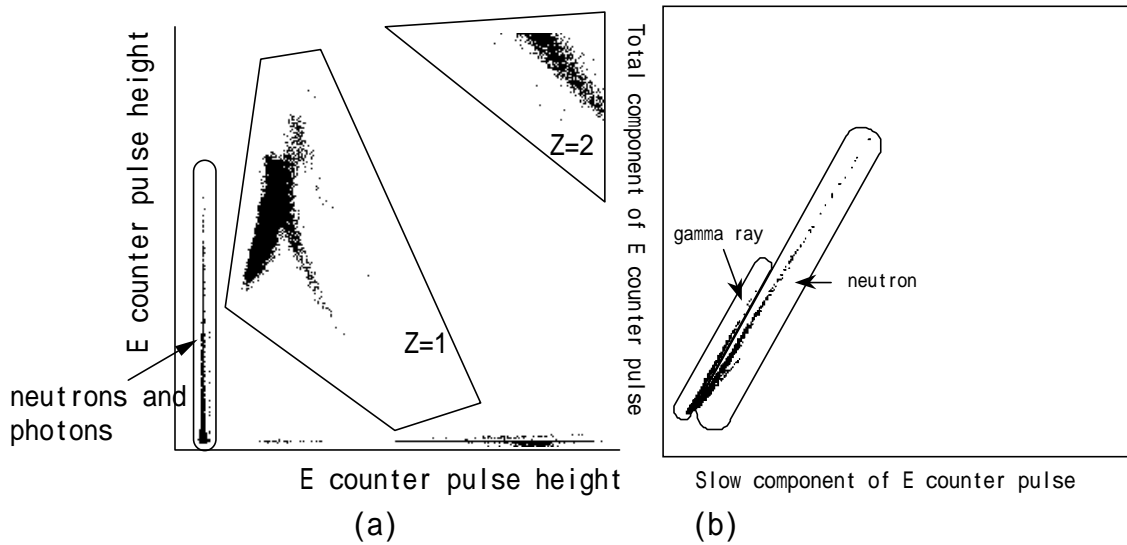 E counter pulse height
Z=2
Z=1
neutrons and
photons
E counter pulse height
(a)
Total component of E counter pulse
gamma ray
neutron
Slow component of E counter pulse
(b)